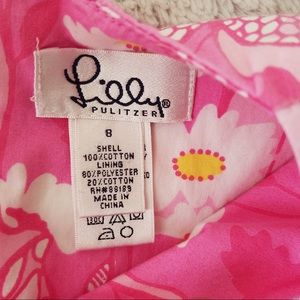 Lilly®
PULITZER
8
SHELL
100%COTTON
LINING
80%POLYESTER
20%COTTON
RN#88189
MADE IN
CHINA